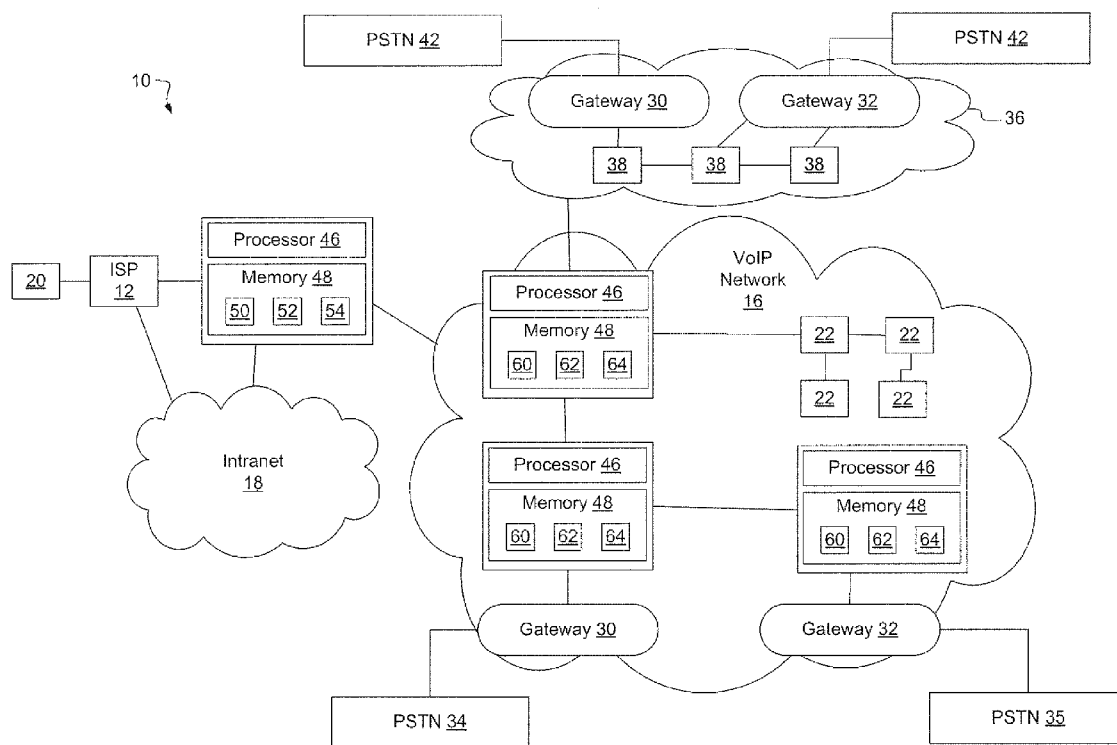 PSTN 42
PSTN 42
10
Gateway 30
Gateway 32
36
38
38
38
Processor 46
Memory 48
50
52
54
20
ISP
12
VoIP
Network
16
Processor 46
Memory 48
60
62
64
22
22
22
22
Intranet
18
Processor 46
Memory 48
60
62
64
Processor 46
Memory 48
60
62
64
Gateway 30
Gateway 32
PSTN 34
PSTN 35